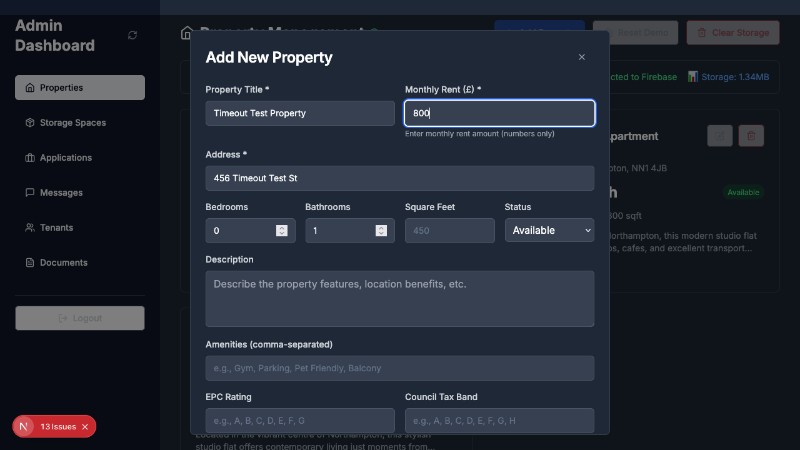 Admin
Dashboard
Properties
Storage Spaces
Applications
Messages
Tenants
Documents
Logout
N
13 Issues
Reset Demo
Clear Storage
cted to Firebase
Storage: 1.34MB
partment
pton, NN1 4JB
Available
800 sqft
orthampton, this modern studio flat
s, cafes, and excellent transport...
Add New Property
Property Title *
Monthly Rent (£) *
Timeout Test Property
800
Enter monthly rent amount (numbers only)
Address *
456 Timeout Test St
Bedrooms
Bathrooms
Square Feet
Status
0
1
450
Available
Description
Describe the property features, location benefits, etc.
Amenities (comma-separated)
e.g., Gym, Parking, Pet Friendly, Balcony
EPC Rating
Council Tax Band
e.g., A, B, C, D, E, F, G
e.g., A, B, C, D, E, F, G, H
Located in the vibrant centre of Northampton, this stylish
studio flat offers contemporary living just moments from...